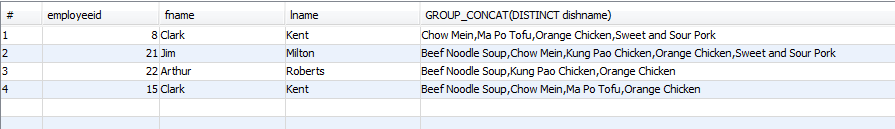 # employeeid fname lname GROUP_CONCAT(DISTINCT dishname)
1 8 Clark Kent Chow Mein,Ma Po Tofu,Orange Chicken,Sweet and Sour Pork
2 21 Jim Milton Beef Noodle Soup,Chow Mein,Kung Pao Chicken,Orange Chicken,Sweet and Sour Pork
3 22 Arthur Roberts Beef Noodle Soup,Kung Pao Chicken,Orange Chicken
4 15 Clark Kent Beef Noodle Soup,Chow Mein,Ma Po Tofu,Orange Chicken